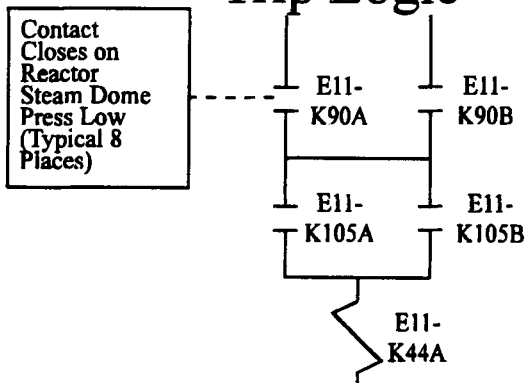 Trip Logic
Contact
Closes on
Reactor
Steam Dome
Press Low
(Typical 8
Places)
E11-
K90A
E11-
K90B
E11-
K105A
E11-
K105B
E11-
K44A